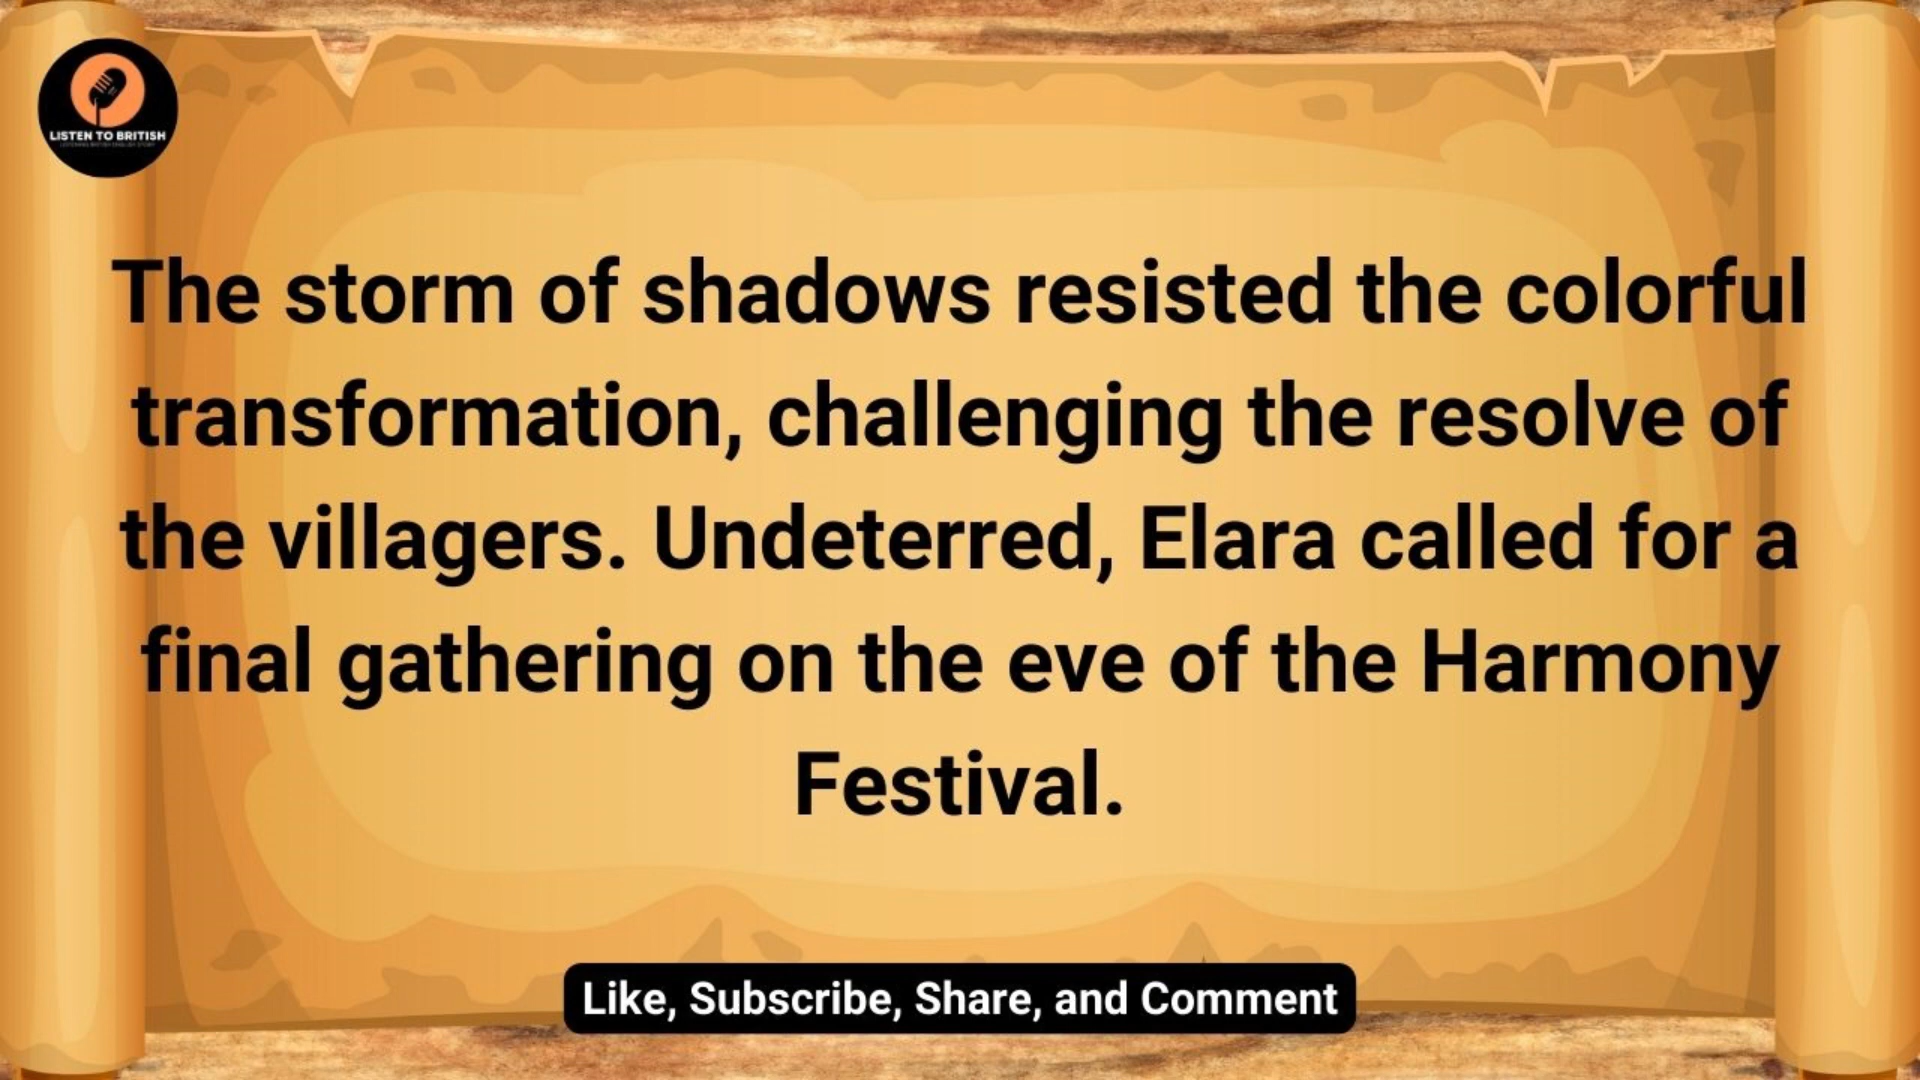 LISTEN TO BRITISH
The storm of shadows resisted the colorful
transformation, challenging the resolve of
the villagers. Undeterred, Elara called for a
final gathering on the eve of the Harmony
Festival.
Like, Subscribe, Share, and Comment